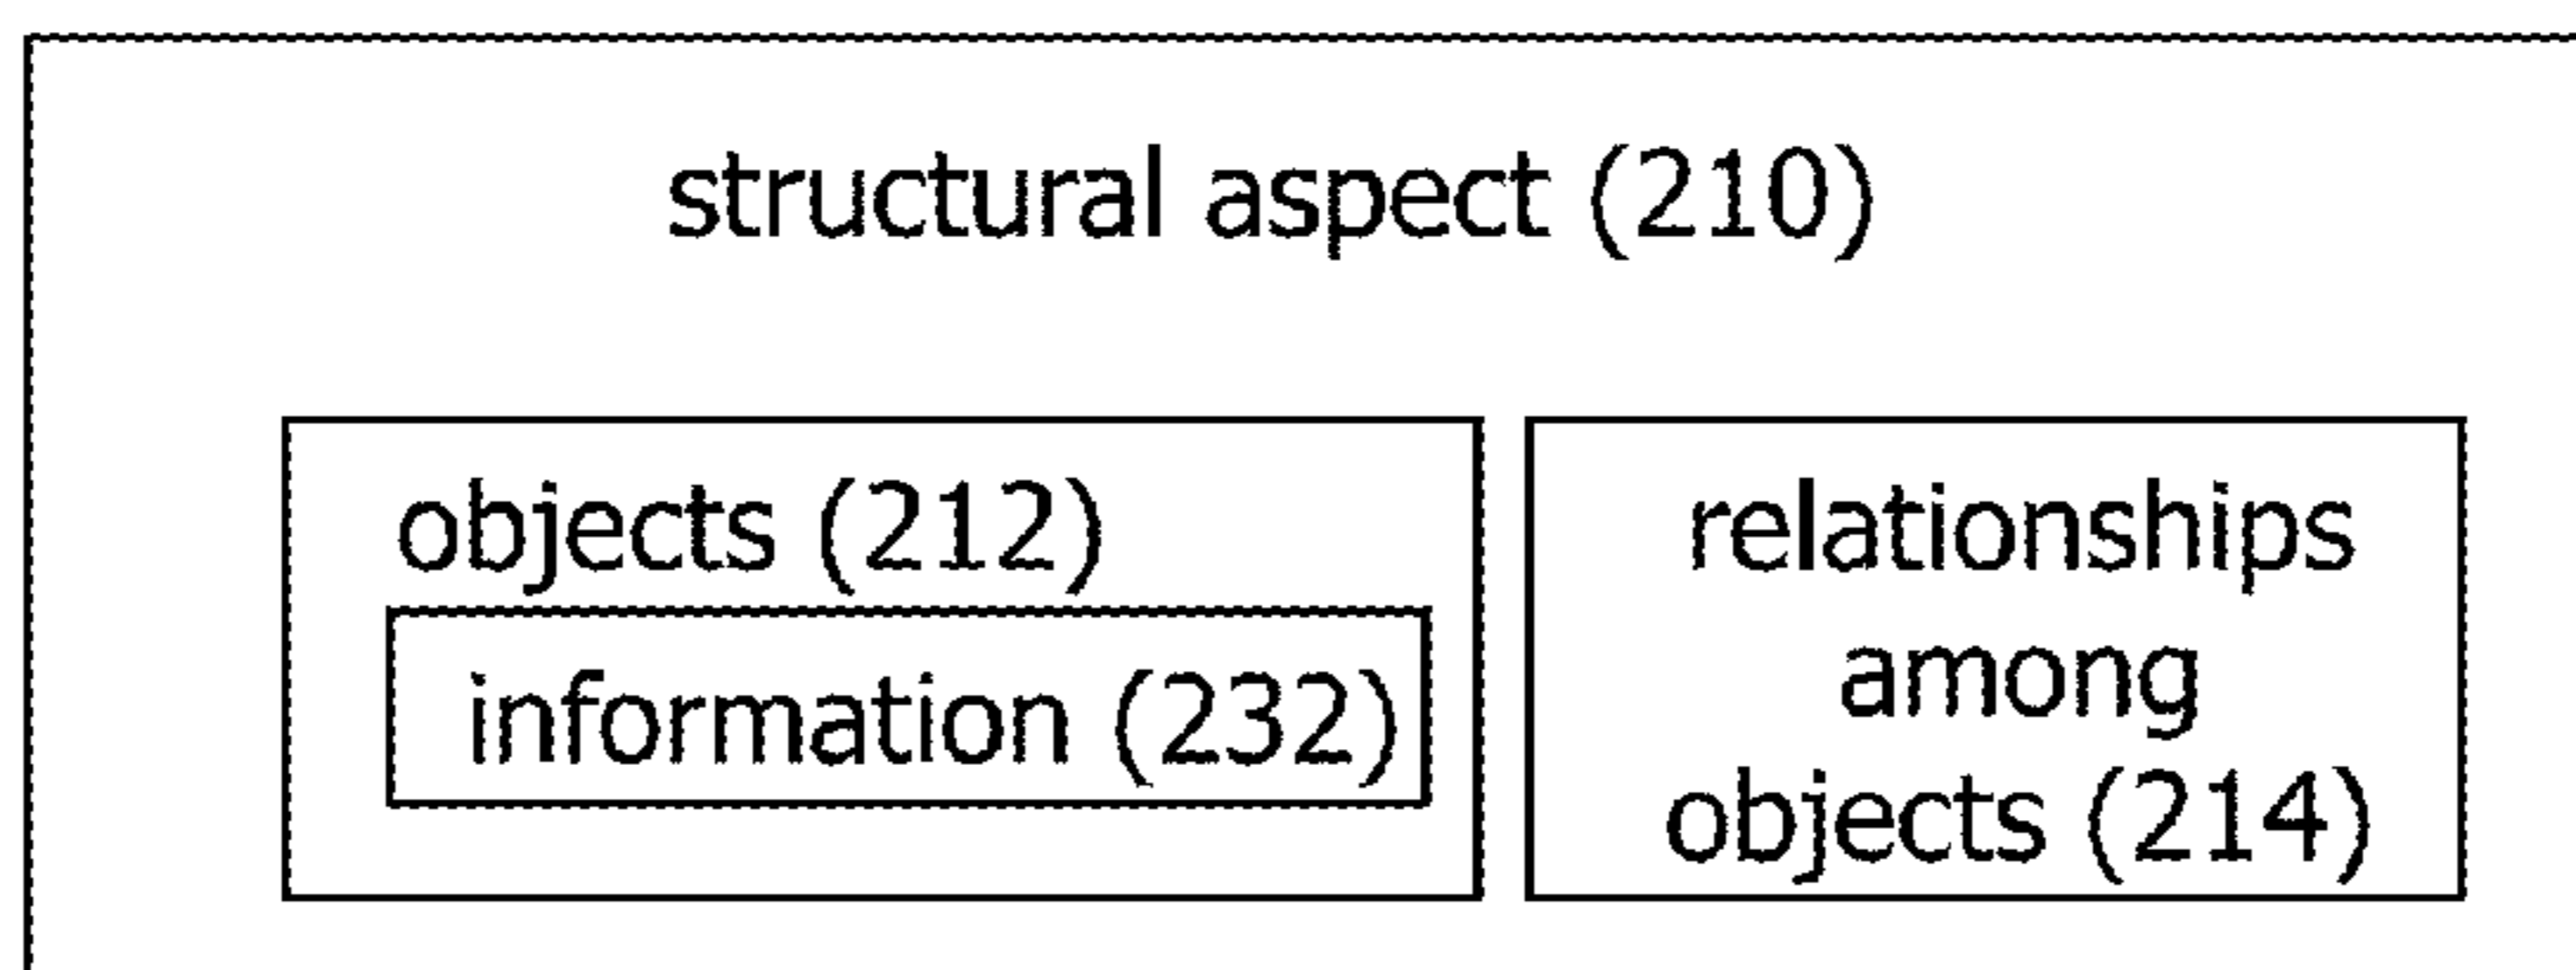 structural aspect (210)
objects (212)
information (232)
relationships
among
objects (214)